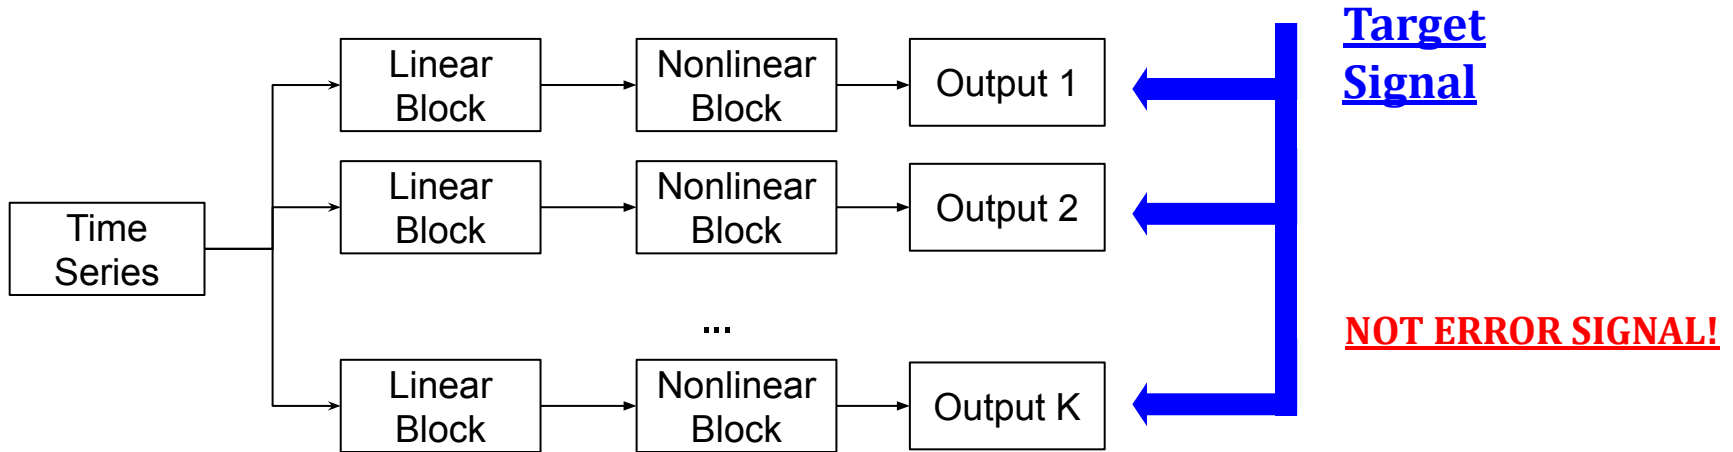 Target
Signal
Linear
Block
Nonlinear
Block
Output 1
Linear
Block
Nonlinear
Block
Output 2
Time
Series
...
NOT ERROR SIGNAL!
Linear
Block
Nonlinear
Block
Output K